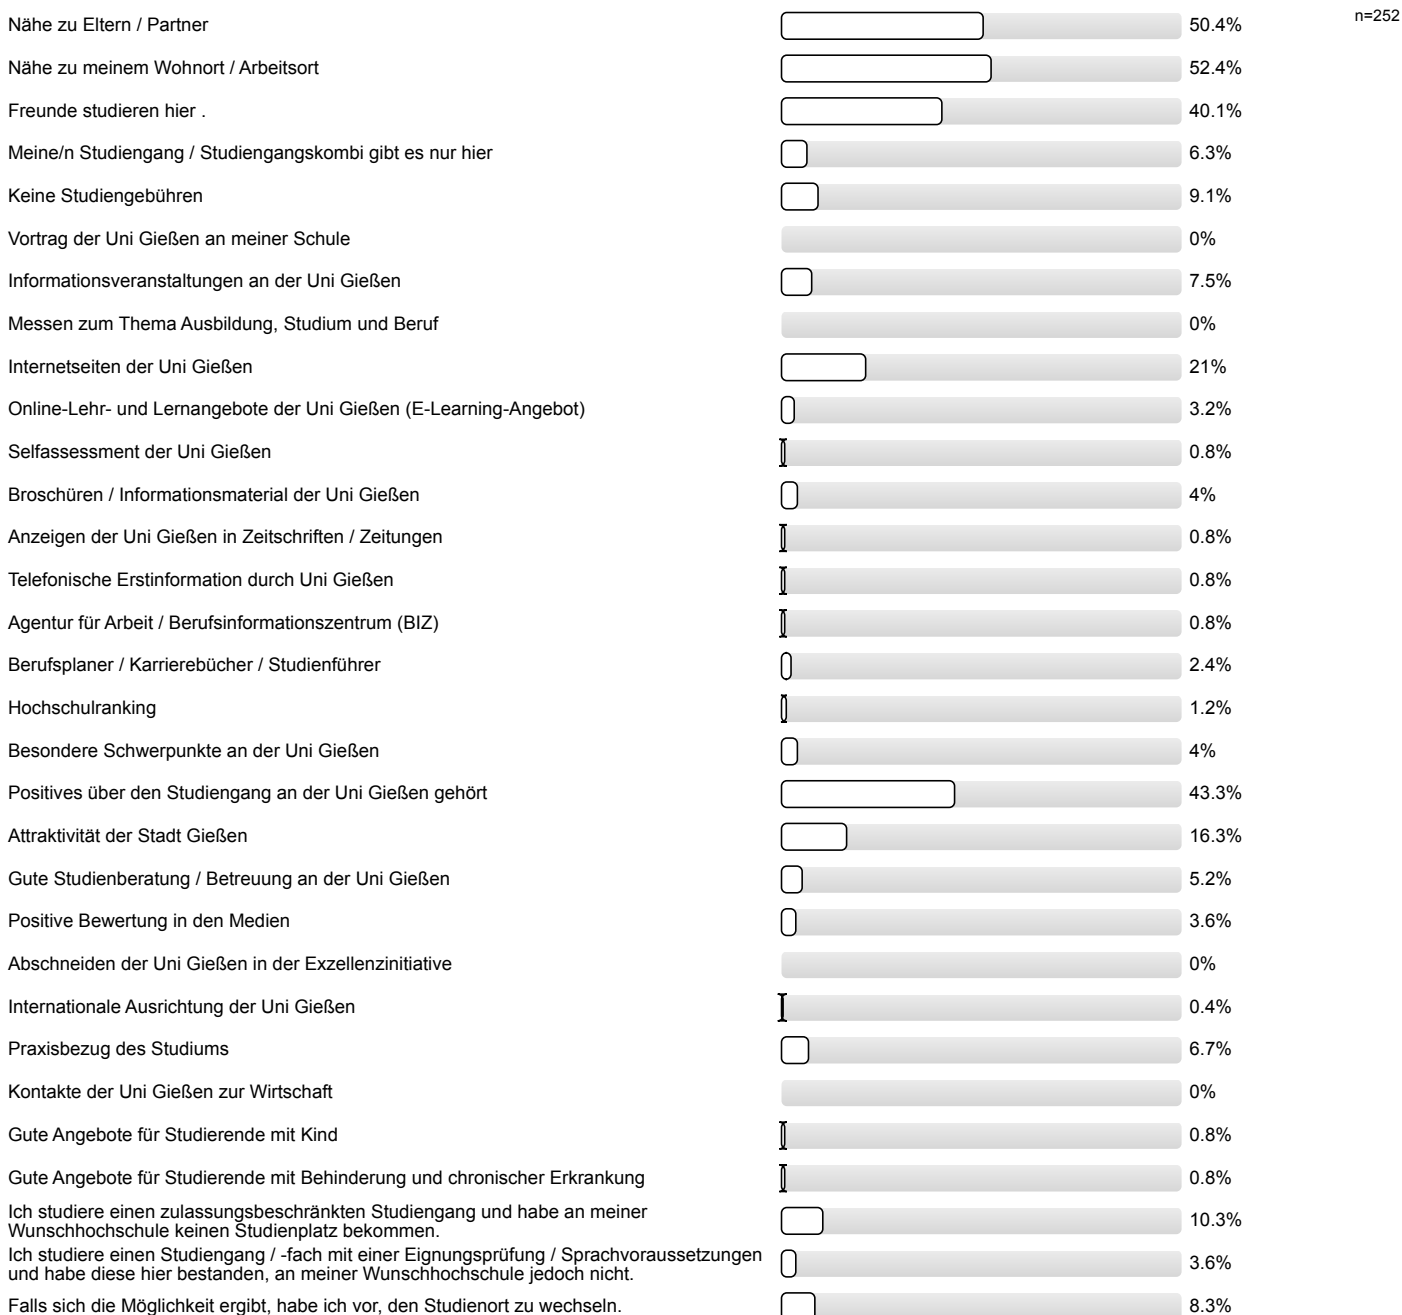 n=252
Nähe zu Eltern / Partner 50.4%
Nähe zu meinem Wohnort / Arbeitsort 52.4%
Freunde studieren hier . 40.1%
Meine/n Studiengang / Studiengangskombi gibt es nur hier 6.3%
Keine Studiengebühren 9.1%
Vortrag der Uni Gießen an meiner Schule 0%
Informationsveranstaltungen an der Uni Gießen 7.5%
Messen zum Thema Ausbildung, Studium und Beruf 0%
Internetseiten der Uni Gießen 21%
Online-Lehr- und Lernangebote der Uni Gießen (E-Learning-Angebot) 3.2%
Selfassessment der Uni Gießen 0.8%
Broschüren / Informationsmaterial der Uni Gießen 4%
Anzeigen der Uni Gießen in Zeitschriften / Zeitungen 0.8%
Telefonische Erstinformation durch Uni Gießen 0.8%
Agentur für Arbeit / Berufsinformationszentrum (BIZ) 0.8%
Berufsplaner / Karrierebücher / Studienführer 2.4%
Hochschulranking 1.2%
Besondere Schwerpunkte an der Uni Gießen 4%
Positives über den Studiengang an der Uni Gießen gehört 43.3%
Attraktivität der Stadt Gießen 16.3%
Gute Studienberatung / Betreuung an der Uni Gießen 5.2%
Positive Bewertung in den Medien 3.6%
Abschneiden der Uni Gießen in der Exzellenzinitiative 0%
Internationale Ausrichtung der Uni Gießen 0.4%
Praxisbezug des Studiums 6.7%
Kontakte der Uni Gießen zur Wirtschaft 0%
Gute Angebote für Studierende mit Kind 0.8%
Gute Angebote für Studierende mit Behinderung und chronischer Erkrankung 0.8%
Ich studiere einen zulassungsbeschränkten Studiengang und habe an meiner
Wunschhochschule keinen Studienplatz bekommen. 10.3%
Ich studiere einen Studiengang / -fach mit einer Eignungsprüfung / Sprachvoraussetzungen
und habe diese hier bestanden, an meiner Wunschhochschule jedoch nicht. 3.6%
Falls sich die Möglichkeit ergibt, habe ich vor, den Studienort zu wechseln. 8.3%